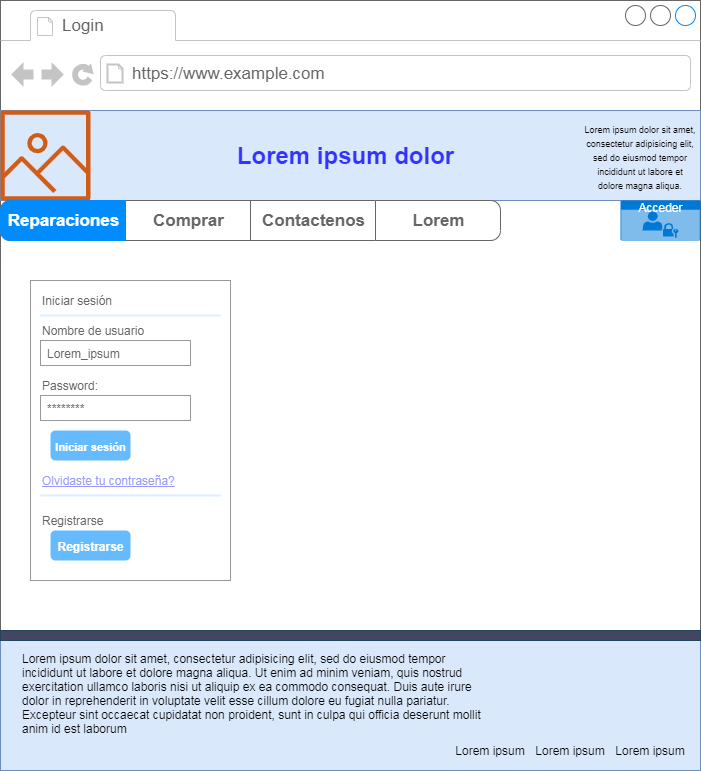 Login
https://www.example.com
Lorem ipsum dolor
Lorem ipsum dolor sit amet,
consectetur adipisicing elit,
sed do eiusmod tempor
incididunt ut labore et
dolore magna aliqua.
Reparaciones
Comprar
Contactenos
Lorem
Acceder
Iniciar sesión
Nombre de usuario
Lorem_ipsum
Password:
********
Iniciar sesión
Olvidaste tu contraseña?
Registrarse
Registrarse
Lorem ipsum dolor sit amet, consectetur adipisicing elit, sed do eiusmod tempor
incididunt ut labore et dolore magna aliqua. Ut enim ad minim veniam, quis nostrud
exercitation ullamco laboris nisi ut aliquip ex ea commodo consequat. Duis aute irure
dolor in reprehenderit in voluptate velit esse cillum dolore eu fugiat nulla pariatur.
Excepteur sint occaecat cupidatat non proident, sunt in culpa qui officia deserunt mollit
anim id est laborum
Lorem ipsum Lorem ipsum Lorem ipsum